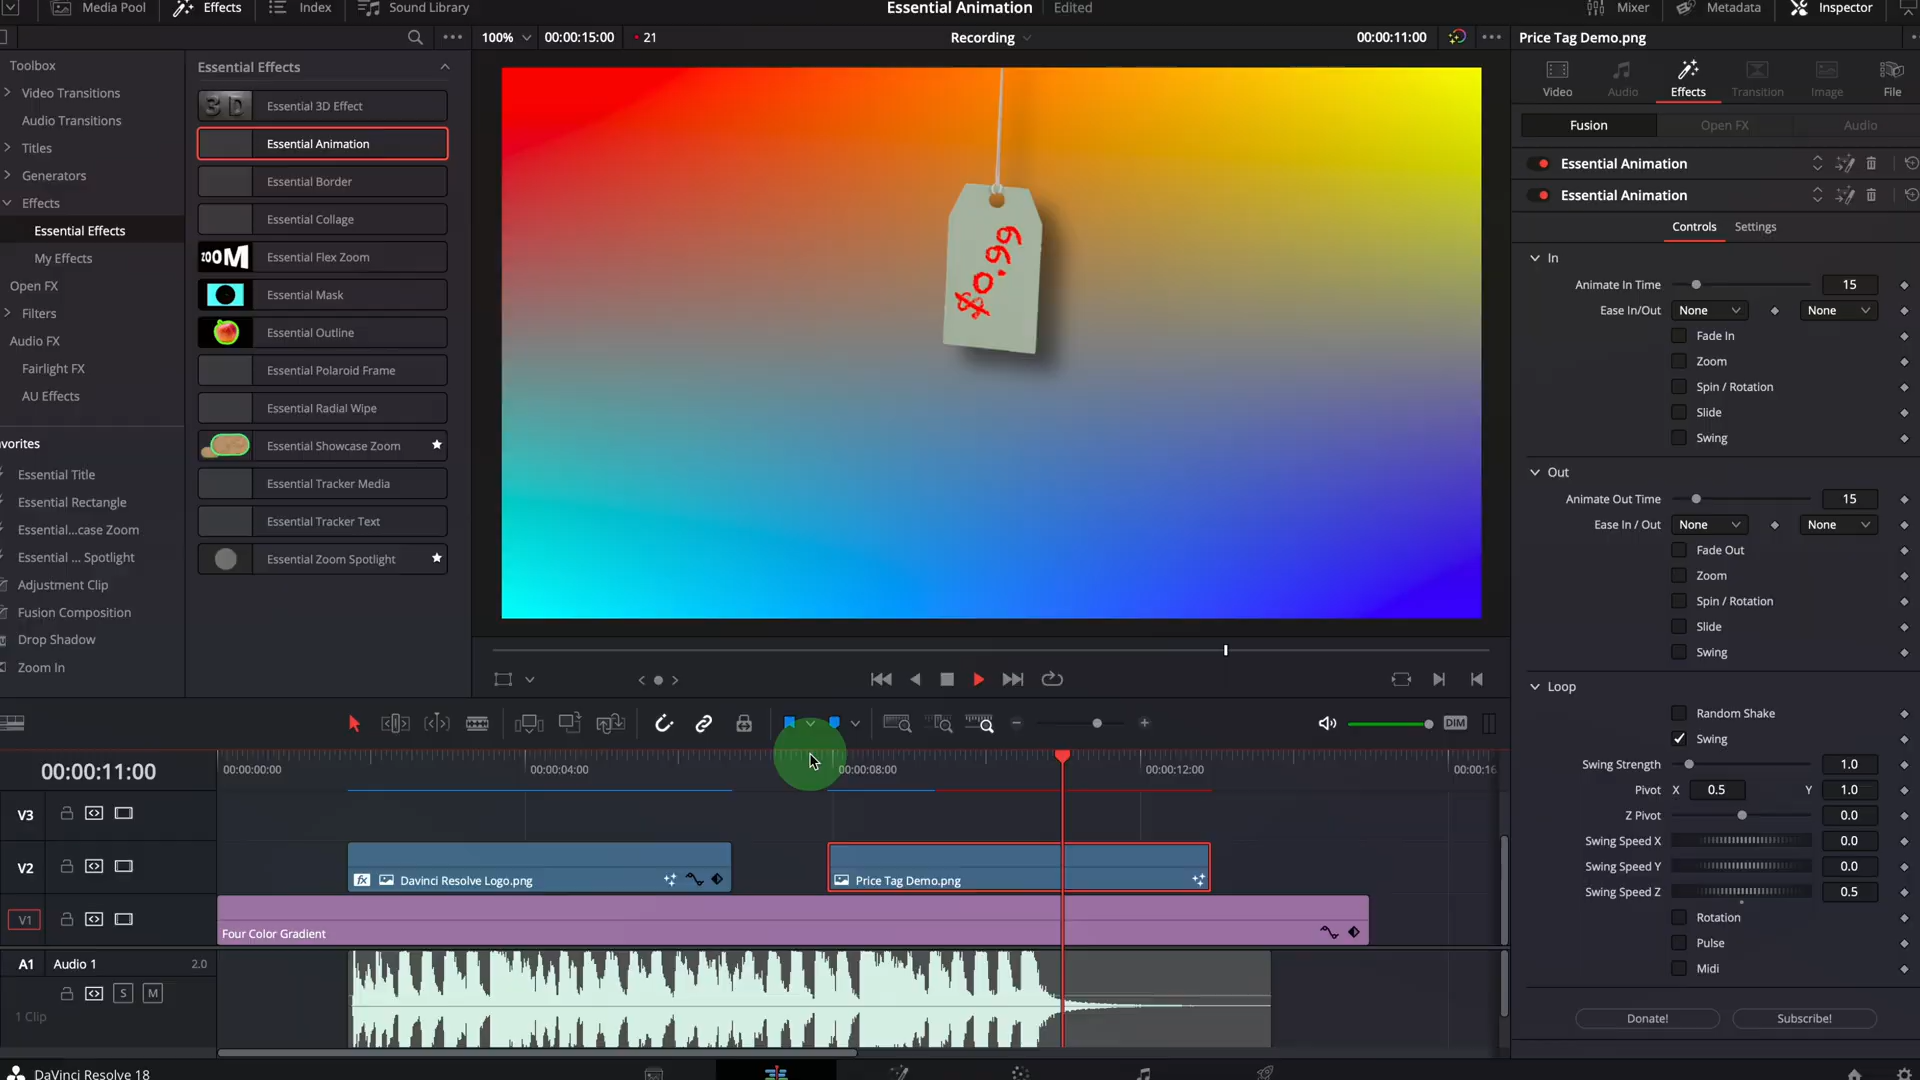 Media Pool
Effects
Index
Sound Library
Essential Animation
Edited
Mixer
Metadata
Inspector
100%
00:00:15:00
21
Recording
00:00:11:00
Price Tag Demo.png
Toolbox
Video Transitions
Audio Transitions
Titles
Generators
Effects
Essential Effects
My Effects
Open FX
Filters
Audio FX
Fairlight FX
AU Effects
vorites
Essential Title
Essential Rectangle
Essential...case Zoom
Essential ... Spotlight
Adjustment Clip
Fusion Composition
Drop Shadow
Zoom In
Essential Effects
3D Essential 3D Effect
Essential Animation
Essential Border
Essential Collage
ZOOM Essential Flex Zoom
Essential Mask
Essential Outline
Essential Polaroid Frame
Essential Radial Wipe
Essential Showcase Zoom
Essential Tracker Media
Essential Tracker Text
Essential Zoom Spotlight
$0.99
Video
Audio
Effects
Transition
Image
File
Fusion
Open FX
Audio
Essential Animation
Essential Animation
Controls
Settings
In
Animate In Time 15
Ease In/Out None None
Fade In
Zoom
Spin / Rotation
Slide
Swing
Out
Animate Out Time 15
Ease In / Out None None
Fade Out
Zoom
Spin / Rotation
Slide
Swing
Loop
Random Shake
Swing
Swing Strength 1.0
Pivot X 0.5 Y 1.0
Z Pivot 0.0
Swing Speed X 0.0
Swing Speed Y 0.0
Swing Speed Z 0.5
Rotation
Pulse
Midi
Donate!
Subscribe!
DIM
00:00:11:00
00:00:00:00
00:00:04:00
00:00:08:00
00:00:12:00
00:00:16
V3
V2
fx Davinci Resolve Logo.png
Price Tag Demo.png
V1
Four Color Gradient
A1 Audio 1 2.0
S M
1 Clip
DaVinci Resolve 18